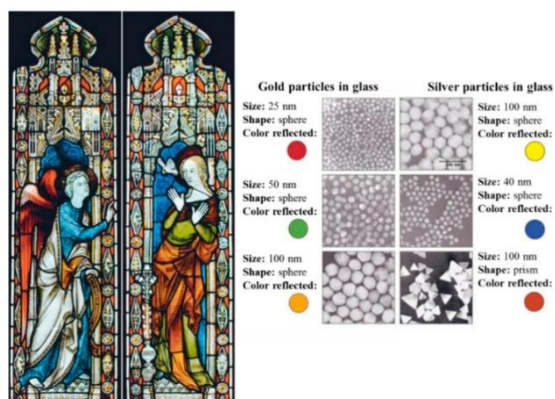 Gold particles in glass
Size: 25 nm
Shape: sphere
Color reflected:
Size: 50 nm
Shape: sphere
Color reflected:
Size: 100 nm
Shape: sphere
Color reflected:
Silver particles in glass
Size: 100 nm
Shape: sphere
Color reflected:
Size: 40 nm
Shape: sphere
Color reflected:
Size: 100 nm
Shape: prism
Color reflected: